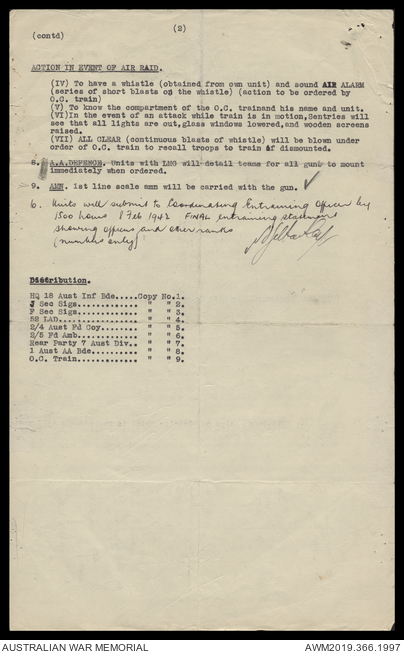 (2)
(contd)
ACTION IN EVENT OF AIR RAID.
(IV) To have a whistle (obtained from own unit) and sound AIR ALARM
(series of short blasts on the whistle) (action to be ordered by
O.C. train)
(V) To know the compartment of the O.C. trainand his name and unit.
(VI)In the event of an attack while train is in motion,Sentries will
see that all lights are out,glass windows lowered,and wooden screens
raised.
(VII) ALL CLEAR (continuous blasts of whistle) will be blown under
order of O.C. train to recall troops to train if dismounted.
8. A.A.DEFENCE. Units with LMG will detail teams for all guns to mount
immediately when ordered.
9. AMN. 1st line scale amn will be carried with the gun. ✓
6. Units will submit to Coordinating Entraining Officer by
1500 hours 8 Feb 1942 FINAL entraining statement
showing officers and other ranks
(numbers only)
Distribution.
HQ 18 Aust Inf Bde.....Copy No.1.
J Sec Sigs............ " " 2.
F Sec Sigs............ " " 3.
58 LAD................ " " 4.
2/4 Aust Fd Coy....... " " 5.
2/5 Fd Amb............ " " 6.
Rear Party 7 Aust Div.. " " 7.
1 Aust AA Bde......... " " 8.
O.C. Train............ " " 9.
AUSTRALIAN WAR MEMORIAL
AWM2019.366.1997